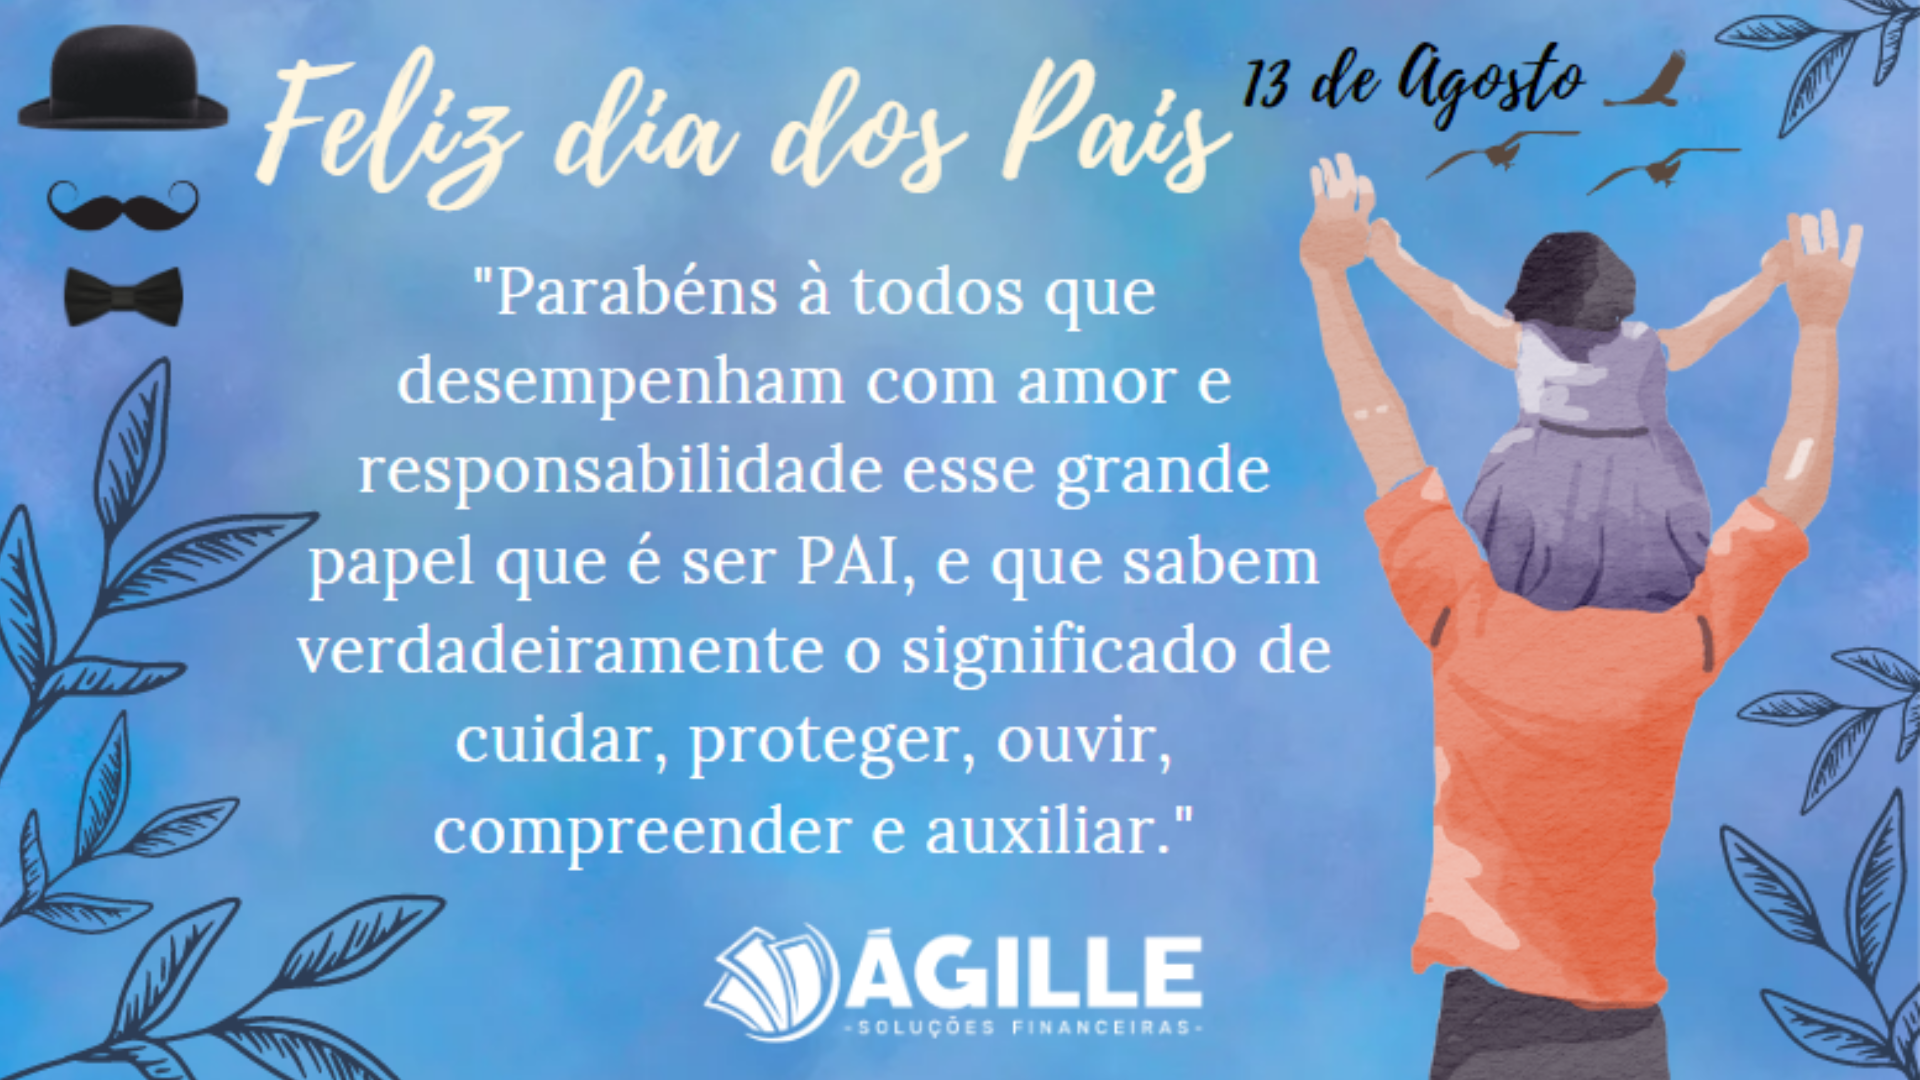 Feliz dia dos Pais
13 de Agosto
"Parabéns à todos que
desempenham com amor e
responsabilidade esse grande
papel que é ser PAI, e que sabem
verdadeiramente o significado de
cuidar, proteger, ouvir,
compreender e auxiliar."
ÁGILLE
-SOLUÇÕES FINANCEIRAS-